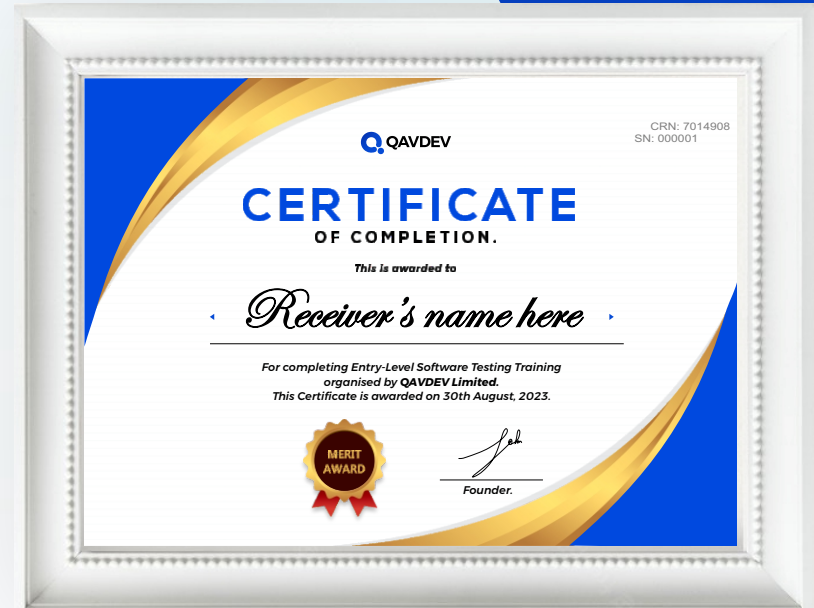 QAVDEV
CRN: 7014908
SN: 000001
CERTIFICATE
OF COMPLETION.
This is awarded to
Receiver's name here
For completing Entry-Level Software Testing Training
organised by QAVDEV Limited.
This Certificate is awarded on 30th August, 2023.
MERIT
AWARD
Founder.